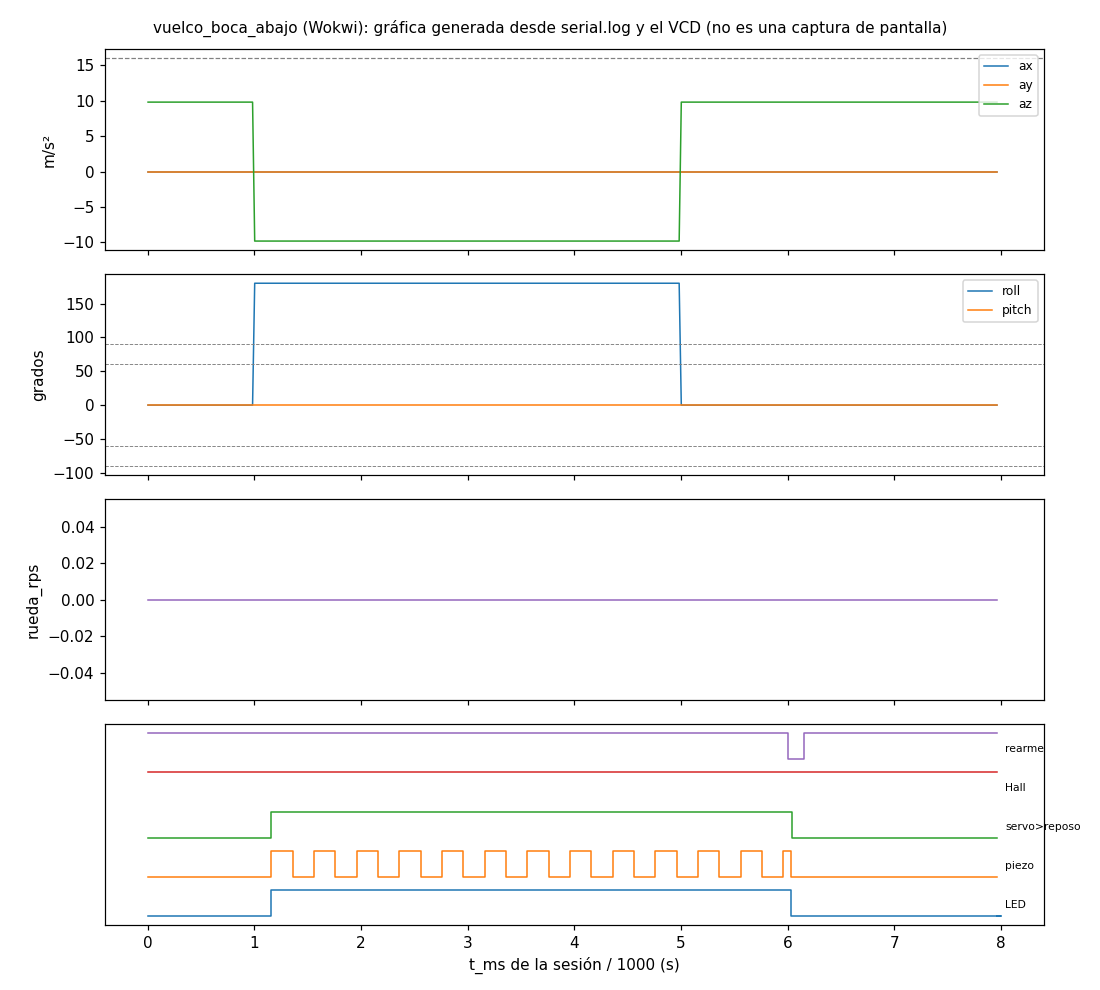 vuelco_boca_abajo (Wokwi): gráfica generada desde serial.log y el VCD (no es una captura de pantalla)
15
10
5
0
−5
−10
m/s²
ax
ay
az
150
100
50
0
−50
−100
grados
roll
pitch
0.04
0.02
0.00
−0.02
−0.04
rueda_rps
rearme
Hall
servo>reposo
piezo
LED
0 1 2 3 4 5 6 7 8
t_ms de la sesión / 1000 (s)